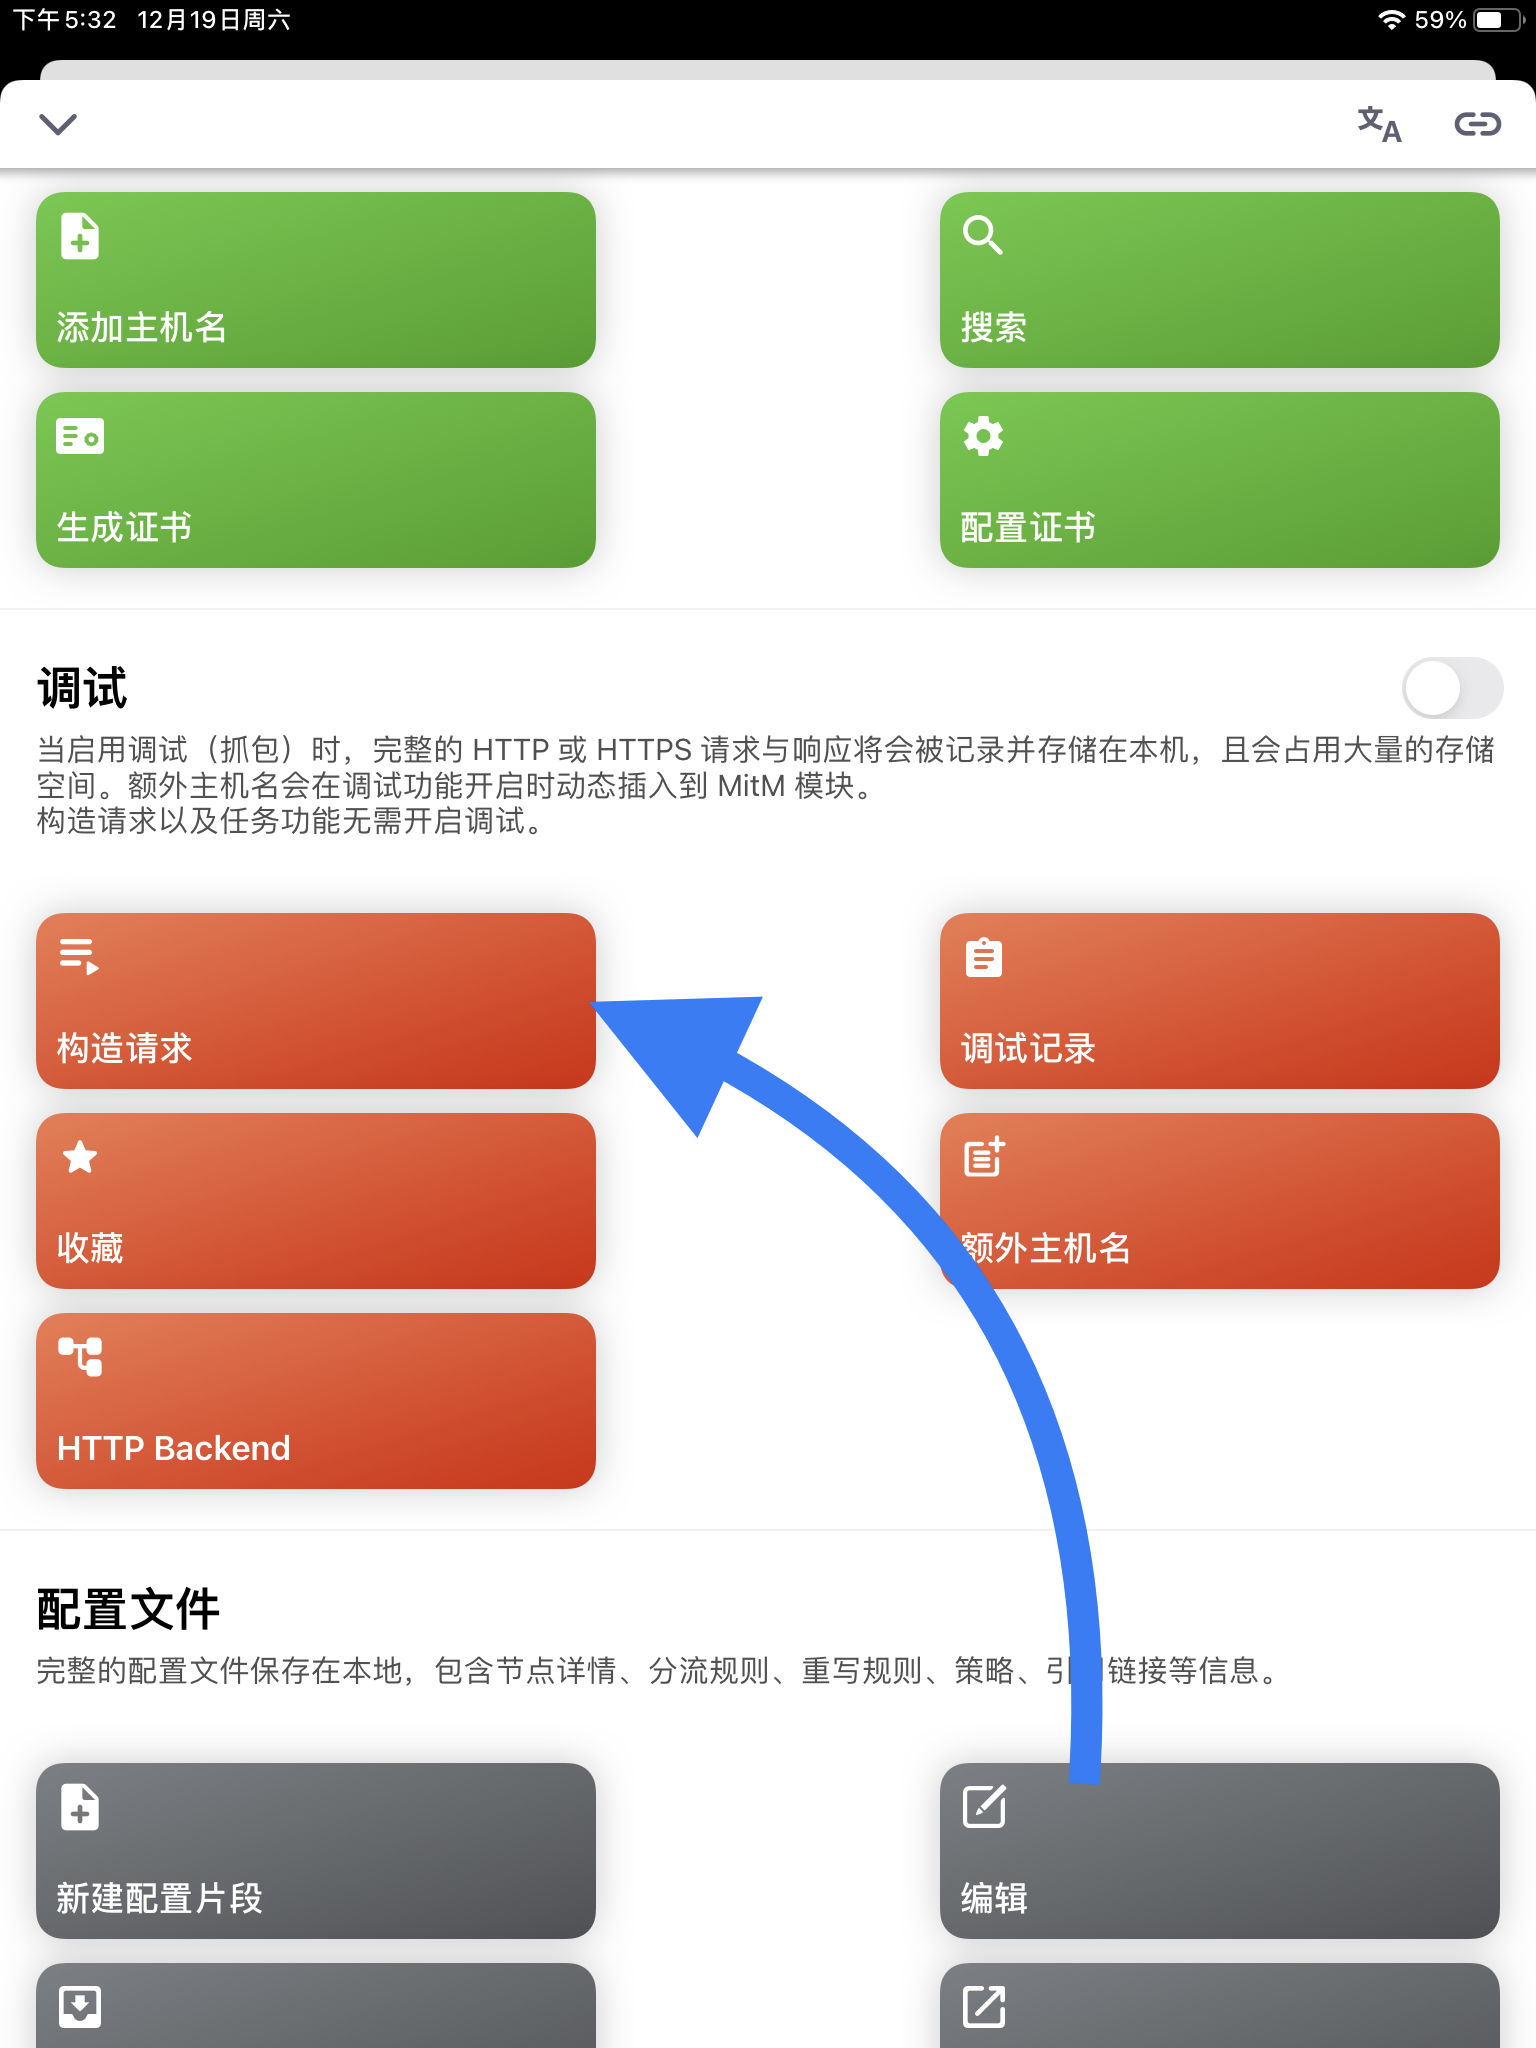 下午5:32 12月19日周六
59%
文A
添加主机名
搜索
生成证书
配置证书
调试
当启用调试（抓包）时，完整的 HTTP 或 HTTPS 请求与响应将会被记录并存储在本机，且会占用大量的存储
空间。额外主机名会在调试功能开启时动态插入到 MitM 模块。
构造请求以及任务功能无需开启调试。
构造请求
调试记录
收藏
额外主机名
HTTP Backend
配置文件
完整的配置文件保存在本地，包含节点详情、分流规则、重写规则、策略、引 链接等信息。
新建配置片段
编辑